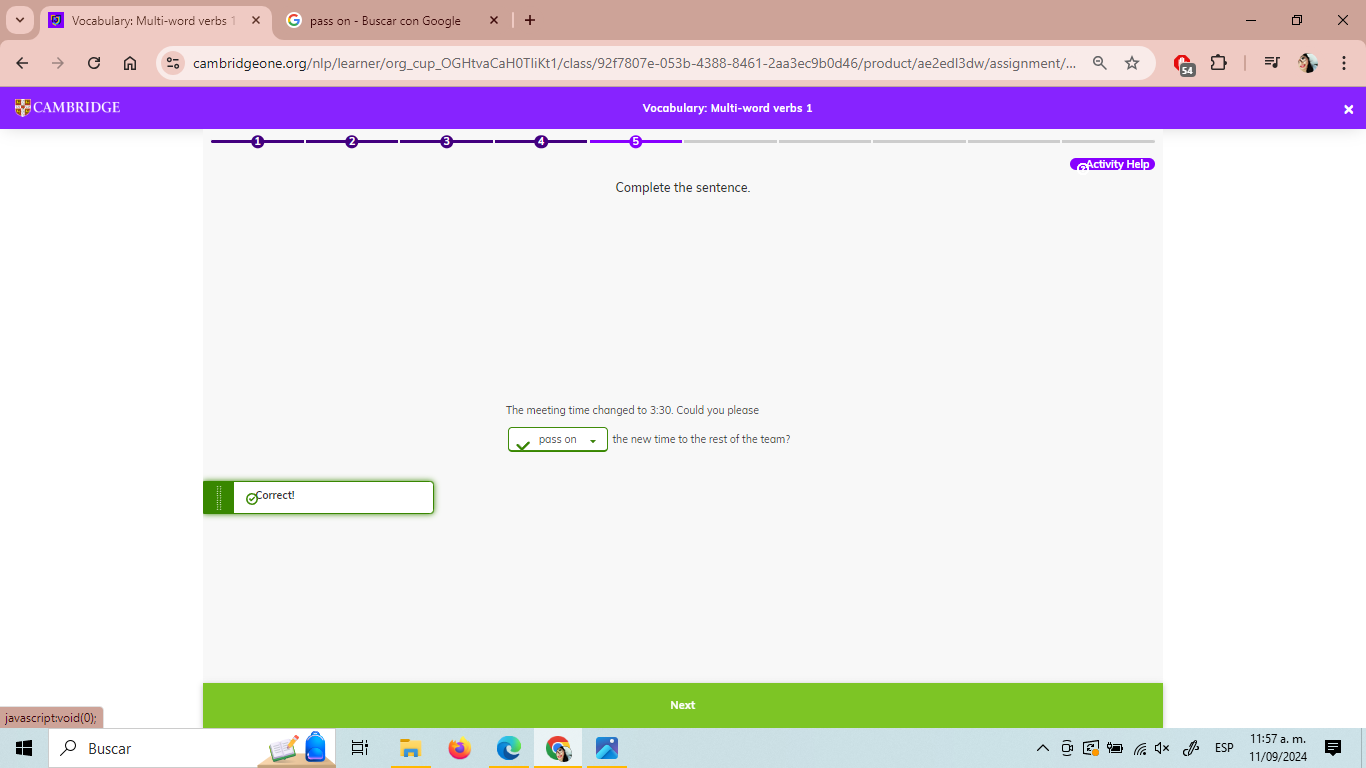 Vocabulary: Multi-word verbs 1
pass on - Buscar con Google
cambridgeone.org/nlp/learner/org_cup_OGHtvaCaH0TIiKt1/class/92f7807e-053b-4388-8461-2aa3ec9b0d46/product/ae2edl3dw/assignment/...
54
CAMBRIDGE
Vocabulary: Multi-word verbs 1
1 2 3 4 5
Activity Help
Complete the sentence.
The meeting time changed to 3:30. Could you please
pass on the new time to the rest of the team?
Correct!
Next
javascript:void(0);
Buscar
ESP
11:57 a. m.
11/09/2024